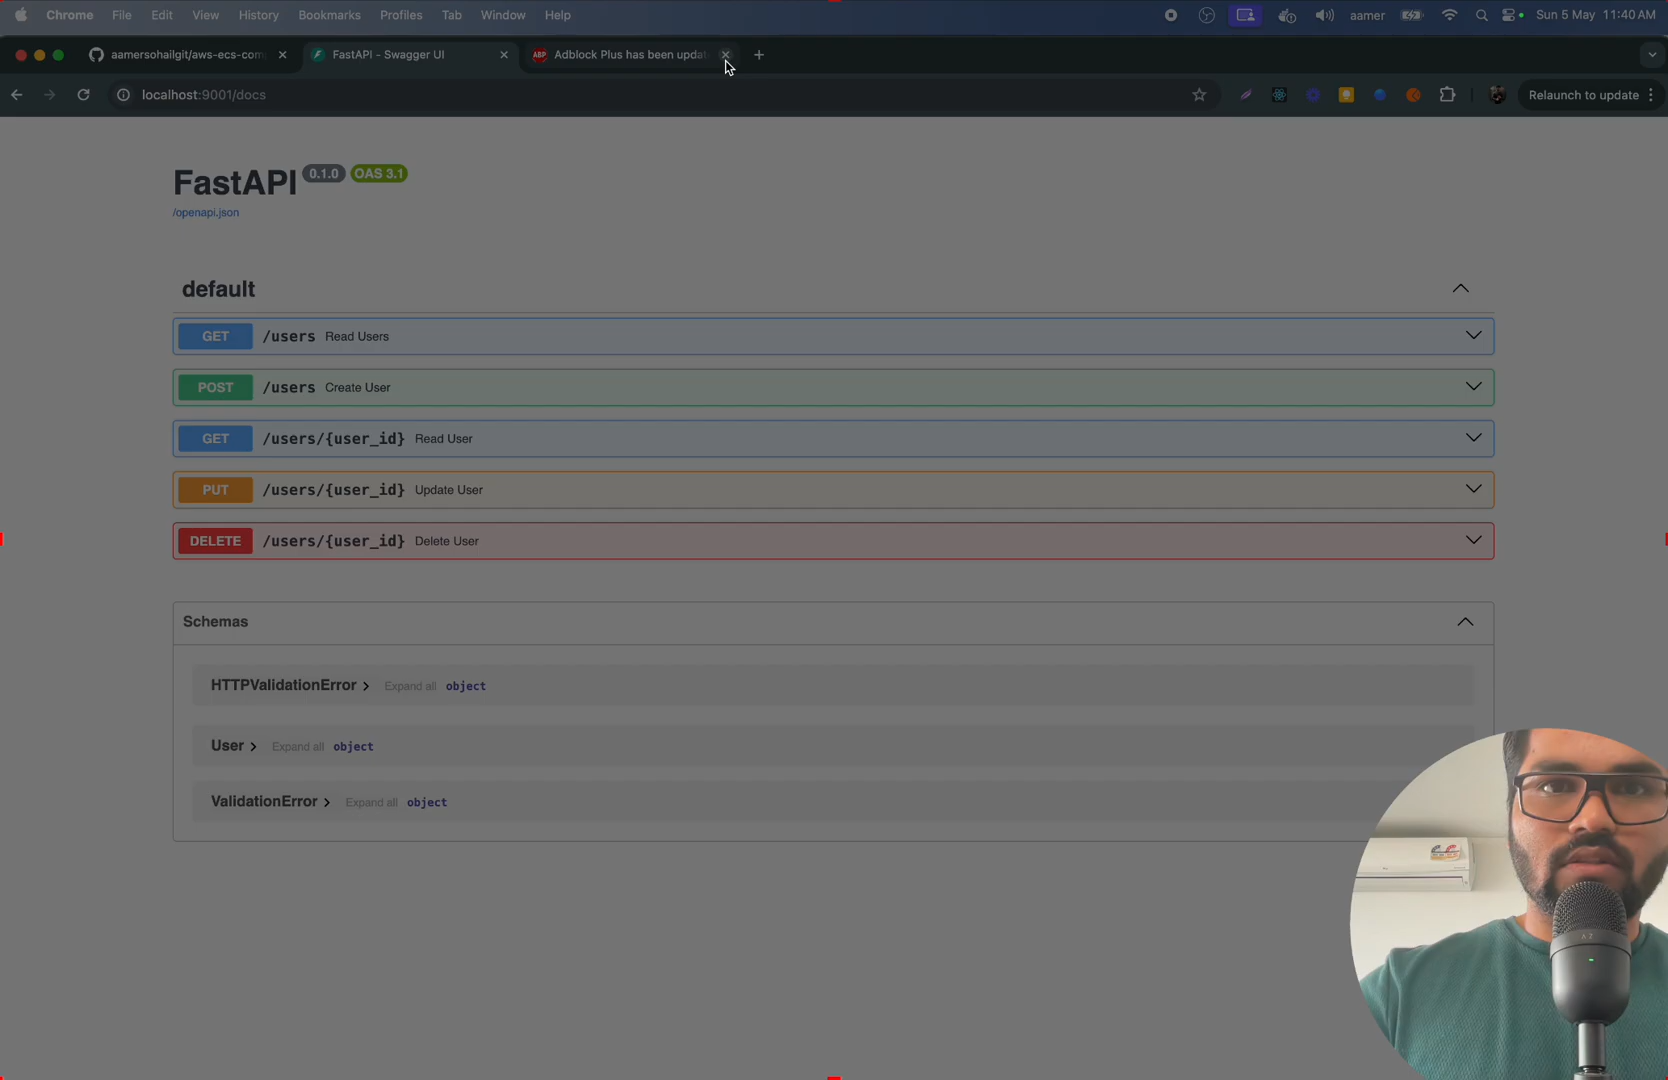 Chrome File Edit View History Bookmarks Profiles Tab Window Help aamer Sun 5 May 11:40 AM
aamersohailgit/aws-ecs-com FastAPI - Swagger UI ABP Adblock Plus has been updat
localhost:9001/docs Relaunch to update
FastAPI 0.1.0 OAS 3.1
/openapi.json
default
GET /users Read Users
POST /users Create User
GET /users/{user_id} Read User
PUT /users/{user_id} Update User
DELETE /users/{user_id} Delete User
Schemas
HTTPValidationError Expand all object
User Expand all object
ValidationError Expand all object